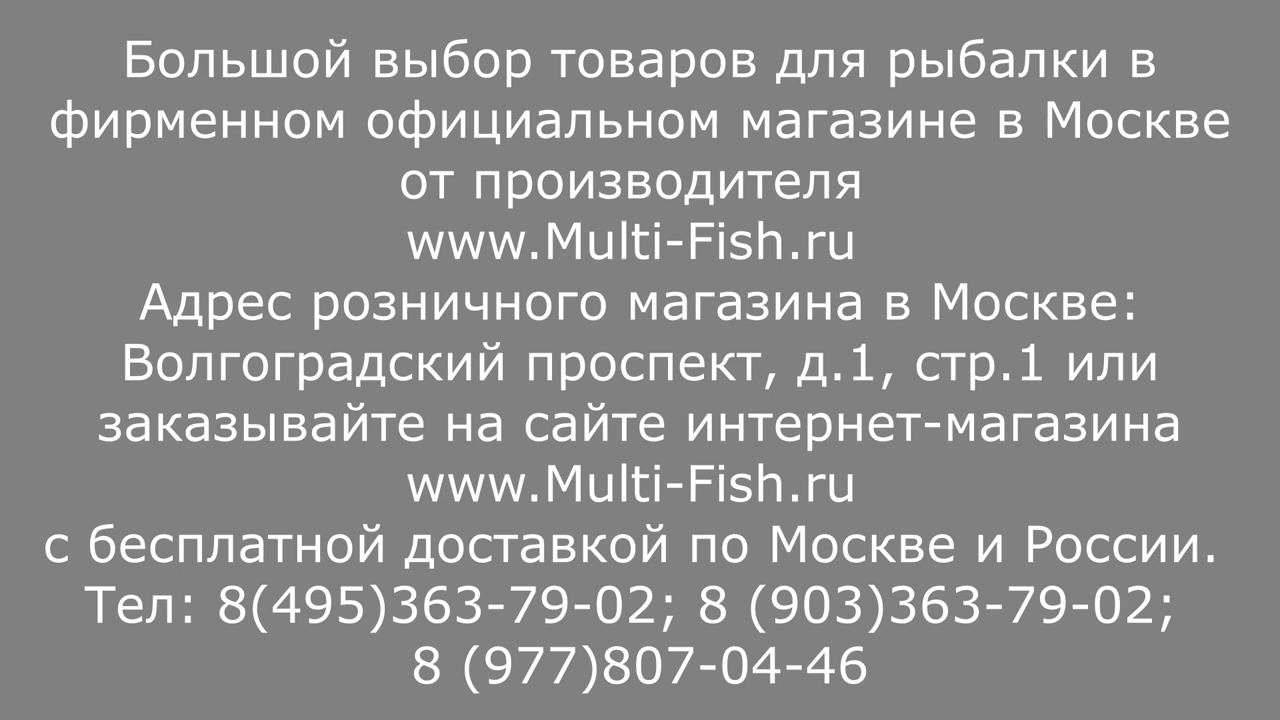 Большой выбор товаров для рыбалки в
фирменном официальном магазине в Москве
от производителя
www.Multi-Fish.ru
Адрес розничного магазина в Москве:
Волгоградский проспект, д.1, стр.1 или
заказывайте на сайте интернет-магазина
www.Multi-Fish.ru
с бесплатной доставкой по Москве и России.
Тел: 8(495)363-79-02; 8 (903)363-79-02;
8 (977)807-04-46